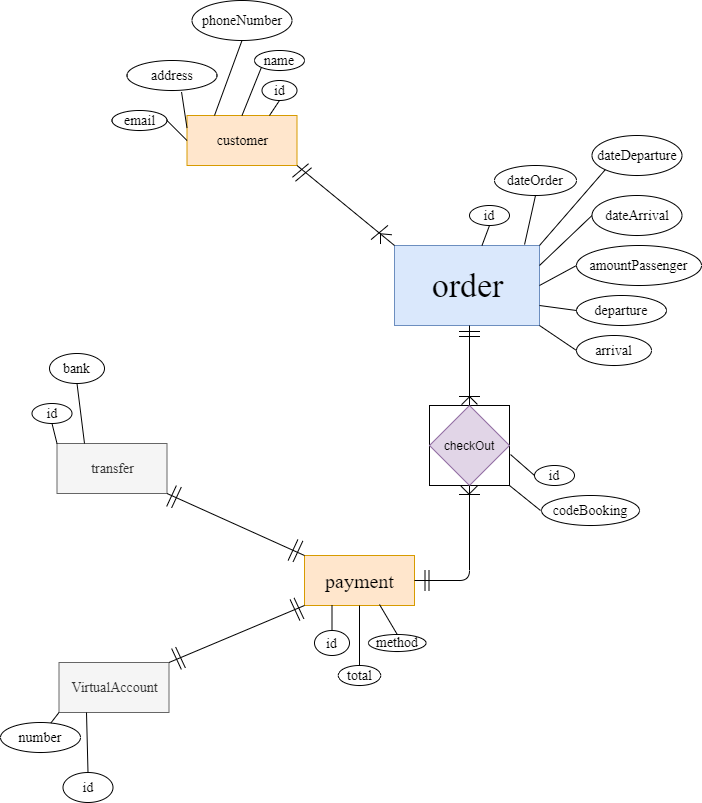 phoneNumber
name
address
id
email
customer
dateDeparture
dateOrder
id
dateArrival
amountPassenger
order
departure
arrival
bank
id
checkOut
transfer
id
codeBooking
payment
id
method
total
VirtualAccount
number
id